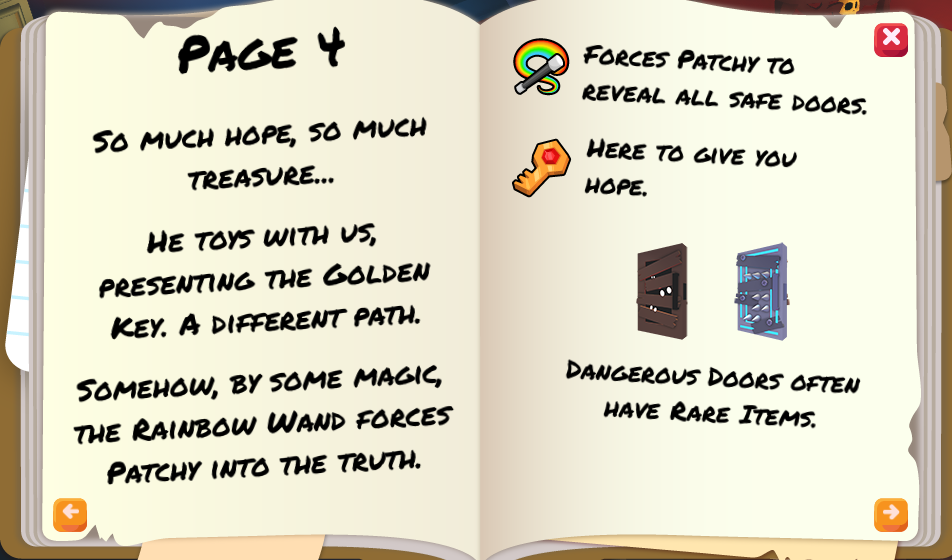 Page 4
So much hope, so much
treasure...
He toys with us,
presenting the Golden
Key. A different path.
Somehow, by some magic,
the Rainbow Wand forces
Patchy into the truth.
Forces Patchy to
reveal all safe doors.
Here to give you
hope.
Dangerous Doors often
have Rare Items.